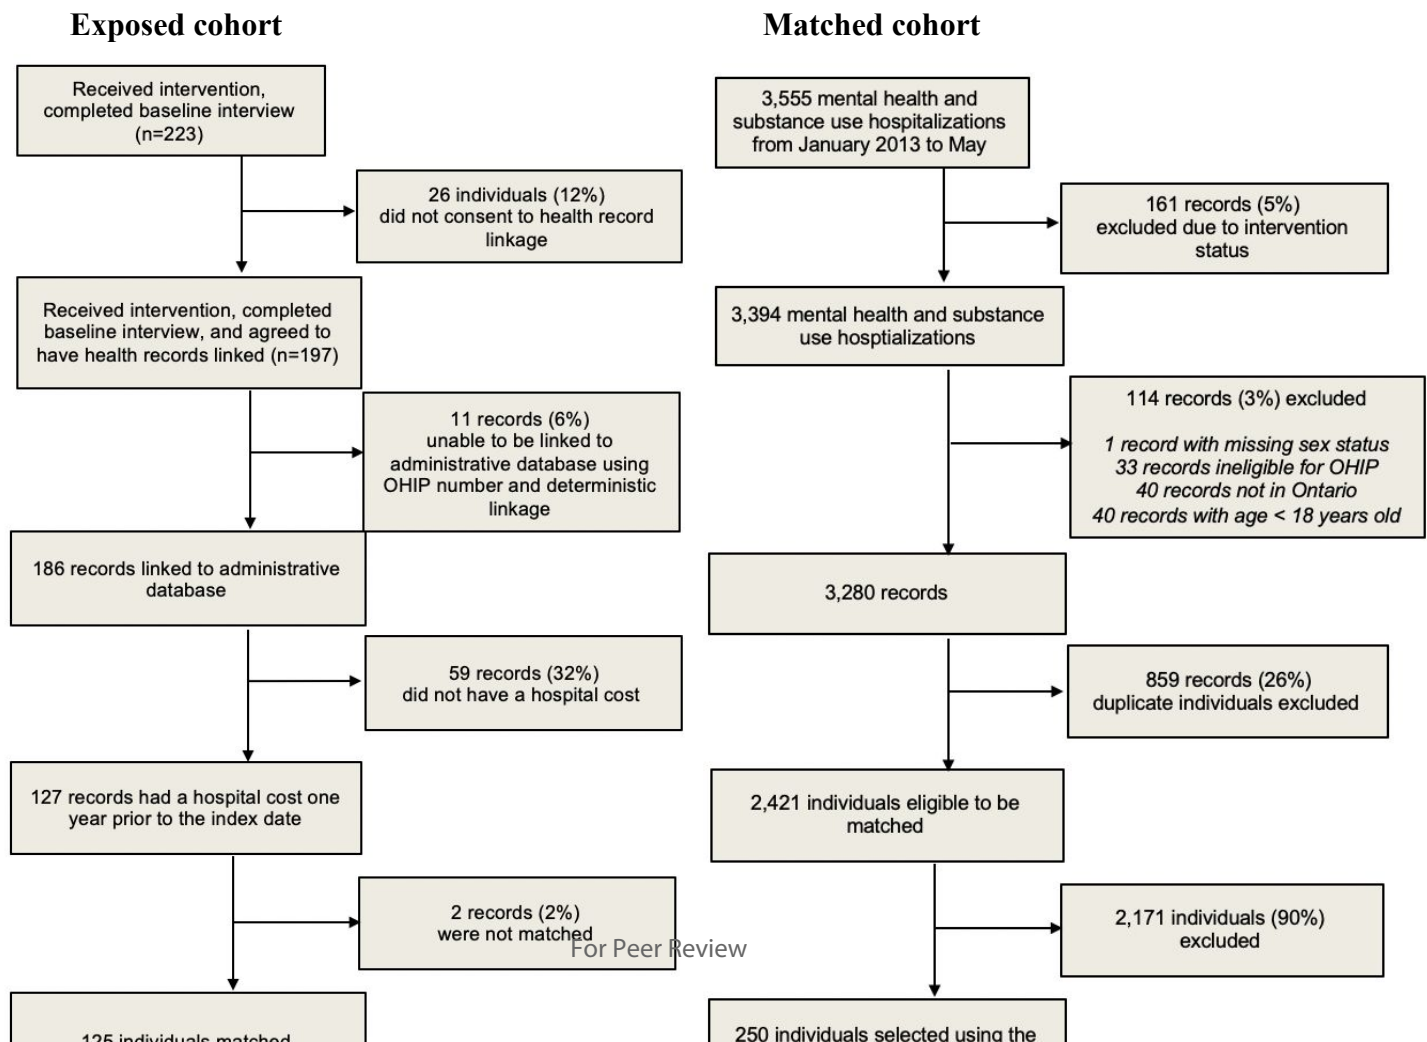 Exposed cohort
Received intervention,
completed baseline interview
(n=223)
26 individuals (12%)
did not consent to health record
linkage
Received intervention, completed
baseline interview, and agreed to
have health records linked (n=197)
11 records (6%)
unable to be linked to
administrative database using
OHIP number and deterministic
linkage
186 records linked to administrative
database
59 records (32%)
did not have a hospital cost
127 records had a hospital cost one
year prior to the index date
2 records (2%)
were not matched
125 individuals matched
Matched cohort
3,555 mental health and
substance use hospitalizations
from January 2013 to May
161 records (5%)
excluded due to intervention
status
3,394 mental health and substance
use hosptializations
114 records (3%) excluded
1 record with missing sex status
33 records ineligible for OHIP
40 records not in Ontario
40 records with age < 18 years old
3,280 records
859 records (26%)
duplicate individuals excluded
2,421 individuals eligible to be
matched
2,171 individuals (90%)
excluded
250 individuals selected using the
For Peer Review